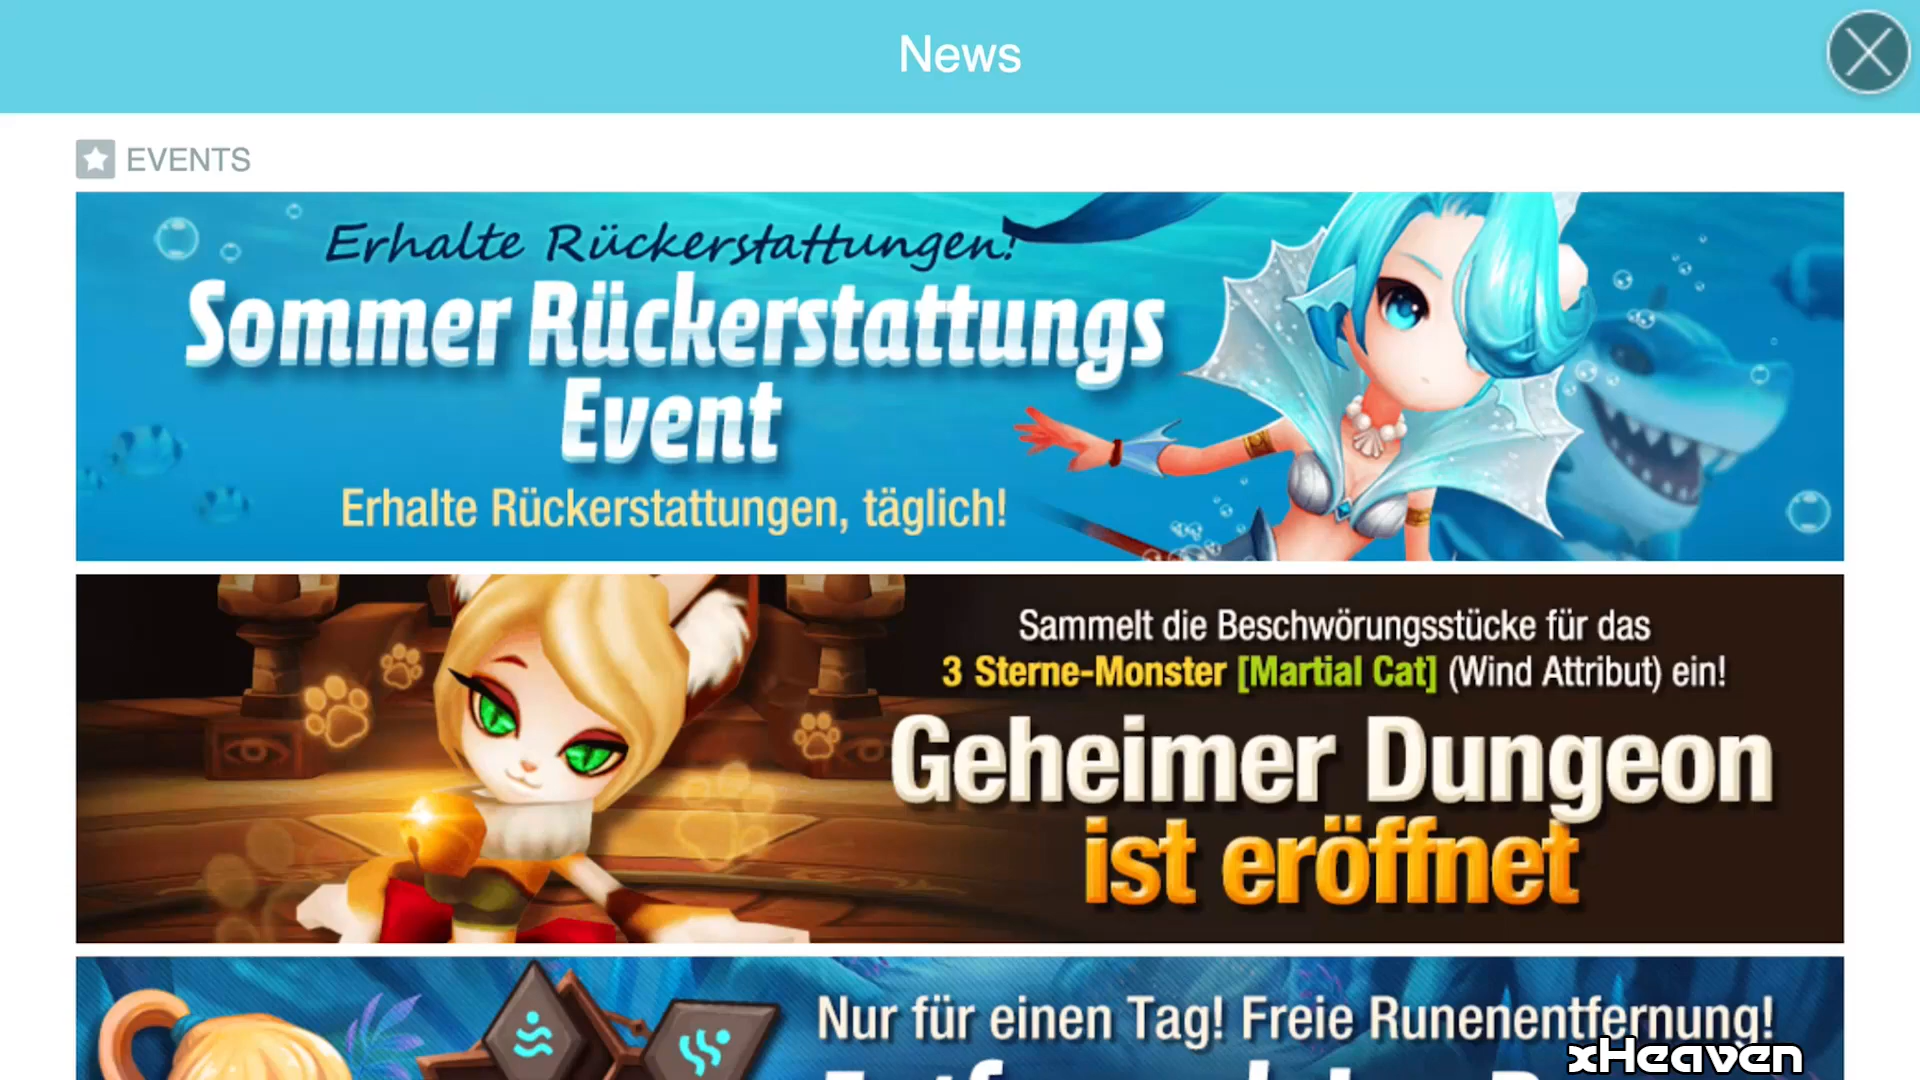 News
EVENTS
Erhalte Rückerstattungen!
Sommer Rückerstattungs
Event
Erhalte Rückerstattungen, täglich!
Sammelt die Beschwörungsstücke für das
3 Sterne-Monster [Martial Cat] (Wind Attribut) ein!
Geheimer Dungeon
ist eröffnet
Nur für einen Tag! Freie Runenentfernung!
xHeaven